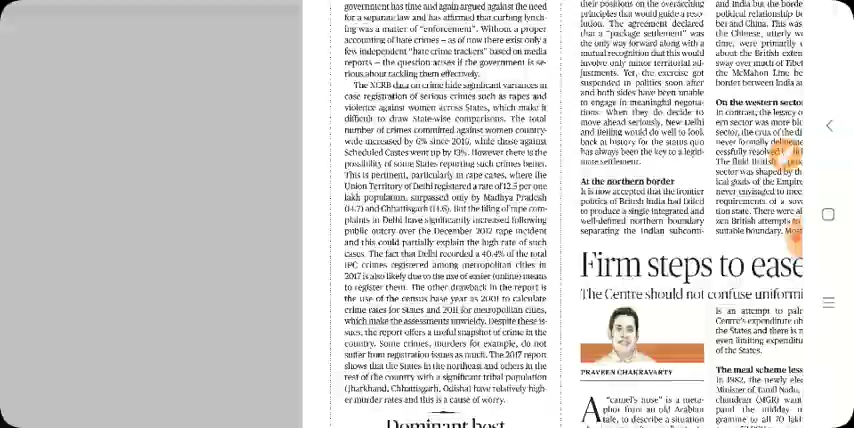 government has time and again argued against the need
for a separate law and has affirmed that curbing lynch-
ing was a matter of "enforcement". Without a proper
accounting of hate crimes – as of now there exist only a
few independent "hate crime trackers" based on media
reports – the question arises if the government is se-
rious about tackling them effectively.
The NCRB data on crime hide significant variances in
case registration of serious crimes such as rapes and
violence against women across States, which make it
difficult to draw State-wise comparisons. The total
number of crimes committed against women country-
wide increased by 6% since 2016, while those against
Scheduled Castes went up by 13%. However there is the
possibility of some States reporting such crimes better.
This is pertinent, particularly in rape cases, where the
Union Territory of Delhi registered a rate of 12.5 per one
lakh population, surpassed only by Madhya Pradesh
(14.7) and Chhattisgarh (14.6). But the filing of rape com-
plaints in Delhi have significantly increased following
public outcry over the December 2012 rape incident
and this could partially explain the high rate of such
cases. The fact that Delhi recorded a 40.4% of the total
IPC crimes registered among metropolitan cities in
2017 is also likely due to the use of easier (online) means
to register them. The other drawback in the report is
the use of the census base year as 2001 to calculate
crime rates for States and 2011 for metropolitan cities,
which make the assessments unwieldy. Despite these is-
sues, the report offers a useful snapshot of crime in the
country. Some crimes, murders for example, do not
suffer from registration issues as much. The 2017 report
shows that the States in the northeast and others in the
rest of the country with a significant tribal population
(Jharkhand, Chhattisgarh, Odisha) have relatively high-
er murder rates and this is a cause for worry.
Dominant host
their positions on the overarching
principles that would guide a reso-
lution. The agreement declared
that a "package settlement" was
the only way forward along with a
mutual recognition that this would
involve only minor territorial ad-
justments. Yet, the exercise got
suspended in politics soon after
and both sides have been unable
to engage in meaningful negotia-
tions. When they do decide to
move ahead seriously, New Delhi
and Beijing would do well to look
back at history for the status quo
has always been the key to a legit-
imate settlement.
At the northern border
It is now accepted that the frontier
politics of British India had failed
to produce a single integrated and
well-defined northern boundary
separating the Indian subconti-
and India but the borde
political relationship be
ber and China. This was
the Chinese, utterly w
time, were primarily c
about the British exten
sway over much of Tibet
the McMahon Line be
border between India a
On the western secto
In contrast, the legacy o
ern sector was more bl
sector, the crux of the di
never formally delineate
cessfully resolved
The fluid British
sector was shaped by th
ical goals of the Empire
never envisaged to mee
requirements of a sove
tion state. There were al
zen British attempts to
suitable boundary. Most
Firm steps to ease
The Centre should not confuse uniformi
PRAVEEN CHAKRAVARTY
A "camel's nose" is a meta-
phor from an old Arabian
tale, to describe a situation
is an attempt to palr
Centre's expenditure ob
the States and there is n
even limiting expenditu
of the States.
The meal scheme less
In 1982, the newly elec
Minister of Tamil Nadu,
chandran (MGR) want
pand the midday m
gramme to all 70 lakh